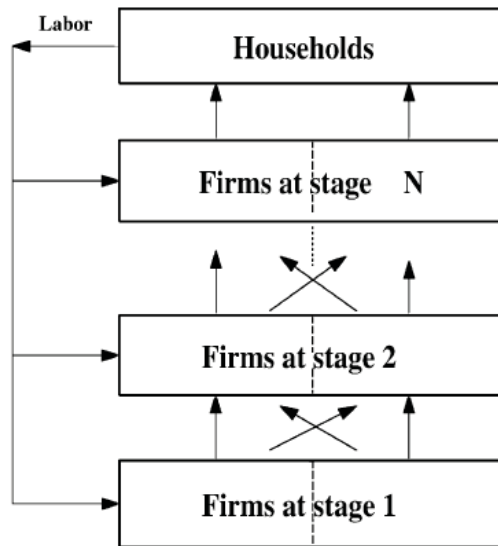 Labor
Households
Firms at stage N
Firms at stage 2
Firms at stage 1